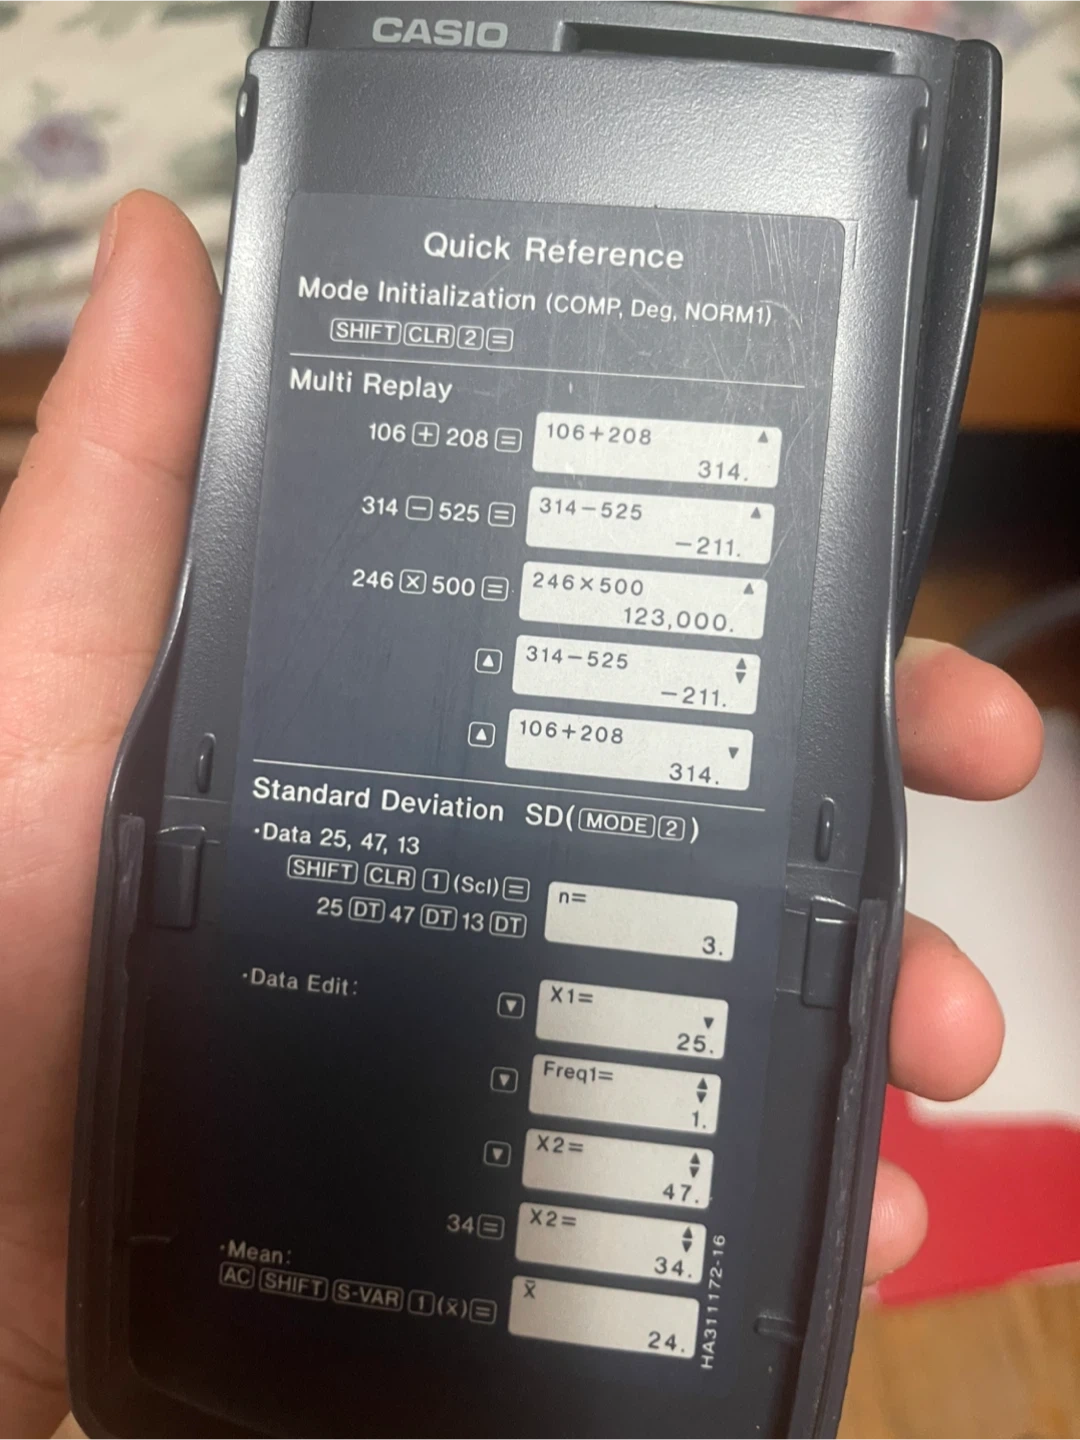 CASIO
Quick Reference
Mode Initialization (COMP, Deg, NORM1)
SHIFT CLR 2 =
Multi Replay
106 + 208 = 106+208 ▲
314.
314 − 525 = 314−525 ▲
−211.
246 × 500 = 246×500 ▲
123,000.
▲ 314−525 ▲▼
−211.
▲ 106+208 ▼
314.
Standard Deviation SD(MODE 2)
·Data 25, 47, 13
SHIFT CLR 1 (Scl) =
25 DT 47 DT 13 DT
n=
3.
·Data Edit:
▼ X1= ▼
25.
▼ Freq1= ▲▼
1.
▼ X2= ▲▼
47.
34 = X2= ▲▼
34.
·Mean:
AC SHIFT S-VAR 1 (x̄) =
x̄
24.
HA311172-16